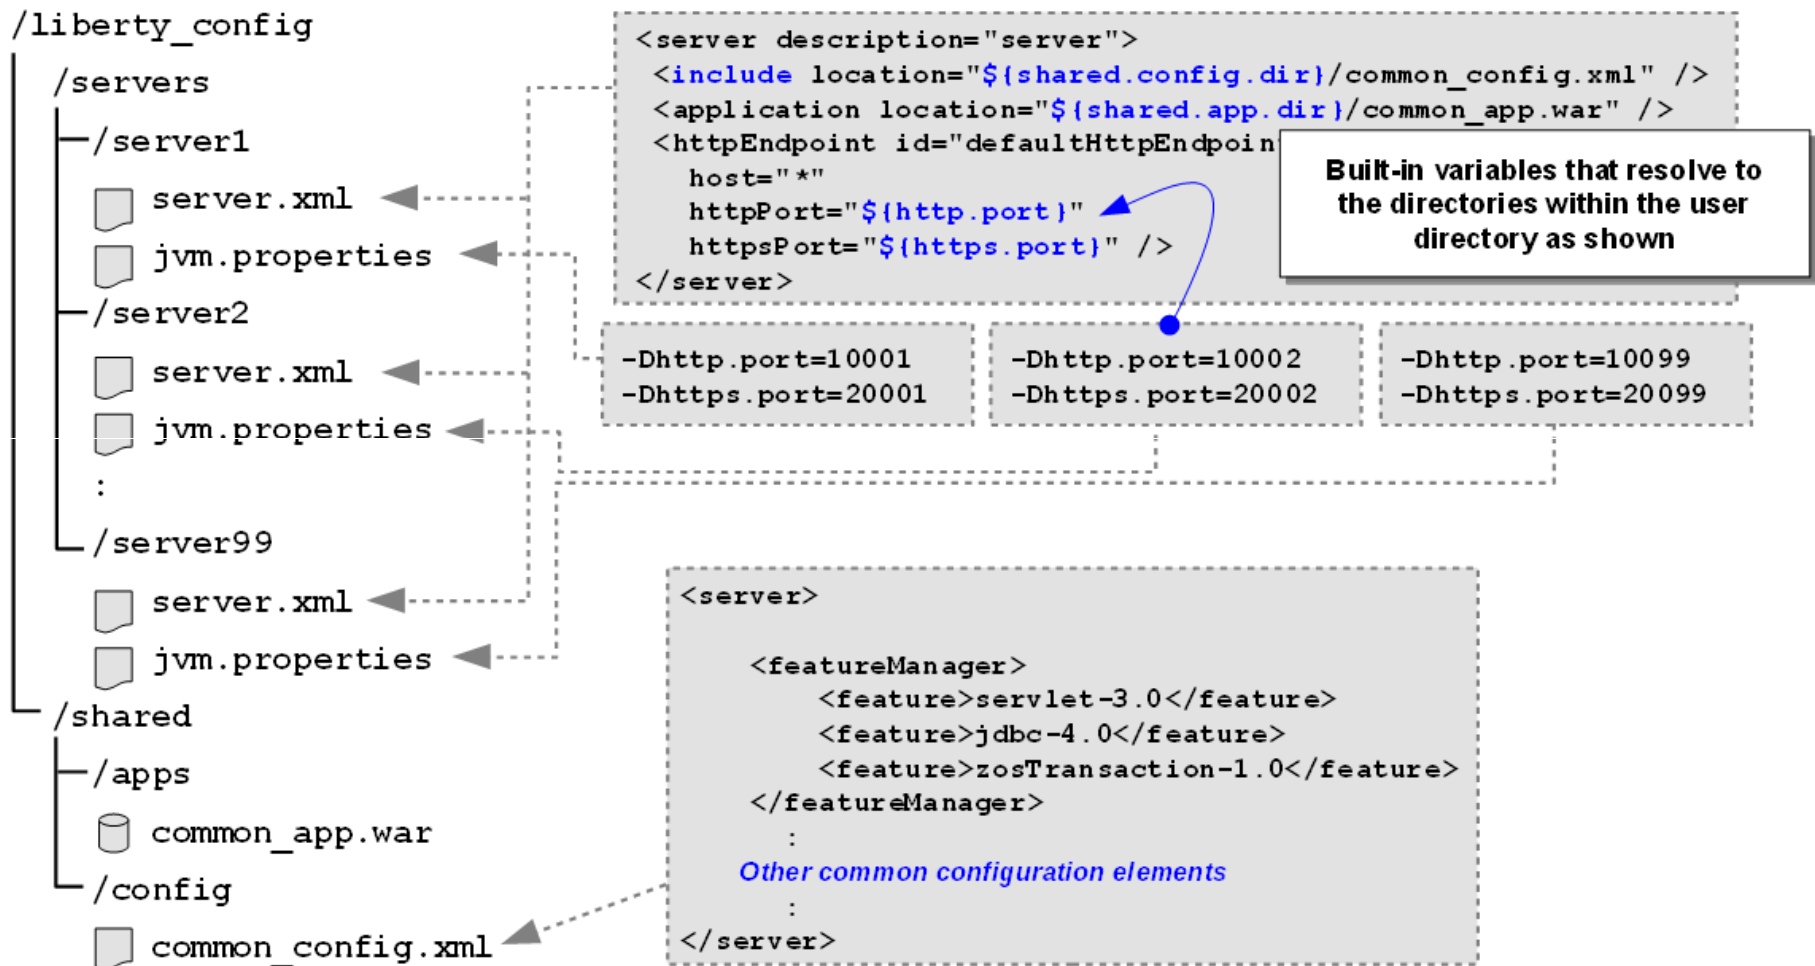 /liberty_config
/servers
/server1
server.xml
jvm.properties
/server2
server.xml
jvm.properties
:
/server99
server.xml
jvm.properties
/shared
/apps
common_app.war
/config
common_config.xml
<server description="server">
<include location="${shared.config.dir}/common_config.xml" />
<application location="${shared.app.dir}/common_app.war" />
<httpEndpoint id="defaultHttpEndpoin
host="*"
httpPort="${http.port}"
httpsPort="${https.port}" />
</server>
Built-in variables that resolve to
the directories within the user
directory as shown
-Dhttp.port=10001
-Dhttps.port=20001
-Dhttp.port=10002
-Dhttps.port=20002
-Dhttp.port=10099
-Dhttps.port=20099
<server>
<featureManager>
<feature>servlet-3.0</feature>
<feature>jdbc-4.0</feature>
<feature>zosTransaction-1.0</feature>
</featureManager>
:
Other common configuration elements
:
</server>